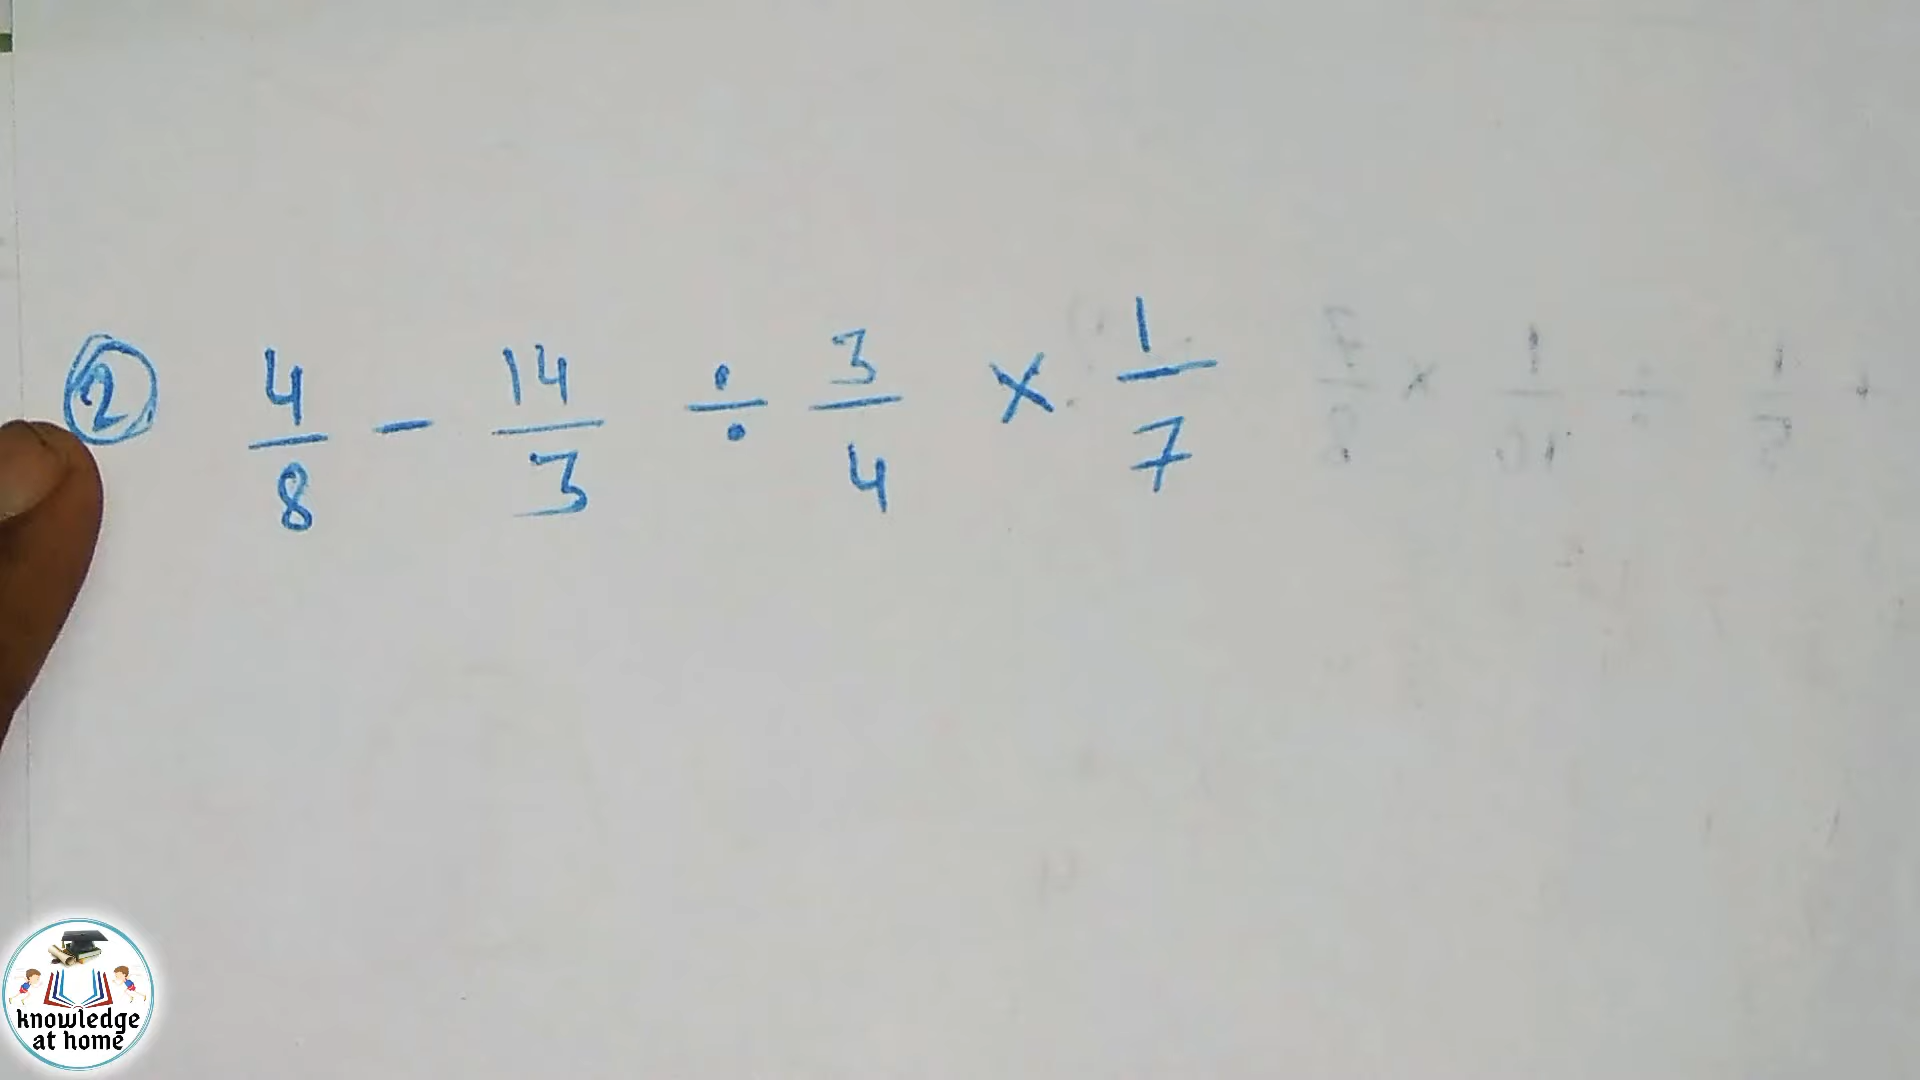 ② 4/8 - 14/3 ÷ 3/4 × 1/7
knowledge
at home